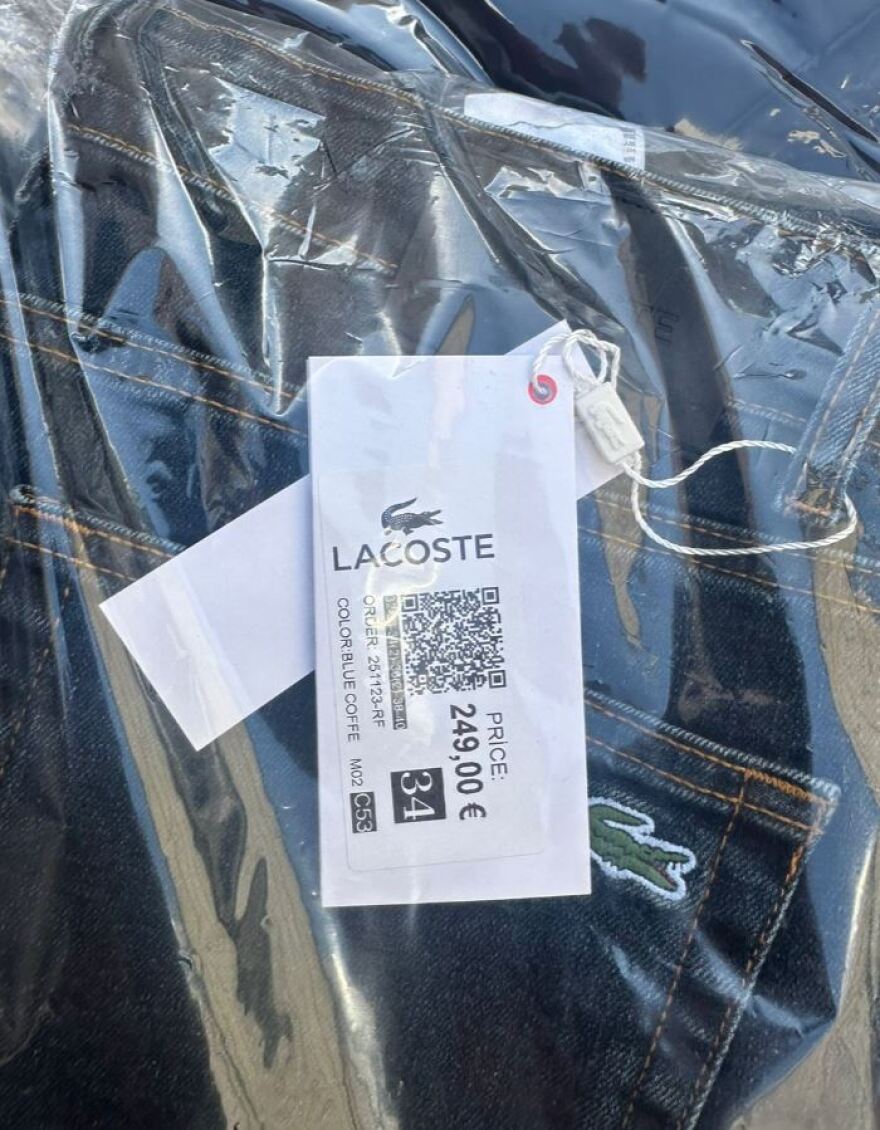 LACOSTE
PRICE:
249,00 €
34
ORDER: 251123-RF
COLOR:BLUE COFFE M02 C53